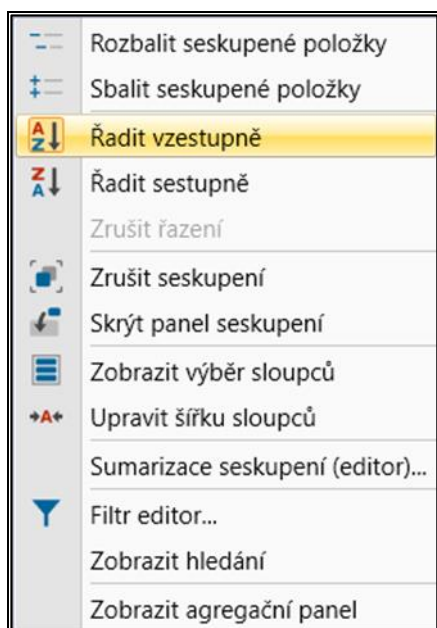 Rozbalit seskupené položky
Sbalit seskupené položky
Řadit vzestupně
Řadit sestupně
Zrušit řazení
Zrušit seskupení
Skrýt panel seskupení
Zobrazit výběr sloupců
Upravit šířku sloupců
Sumarizace seskupení (editor)...
Filtr editor...
Zobrazit hledání
Zobrazit agregační panel